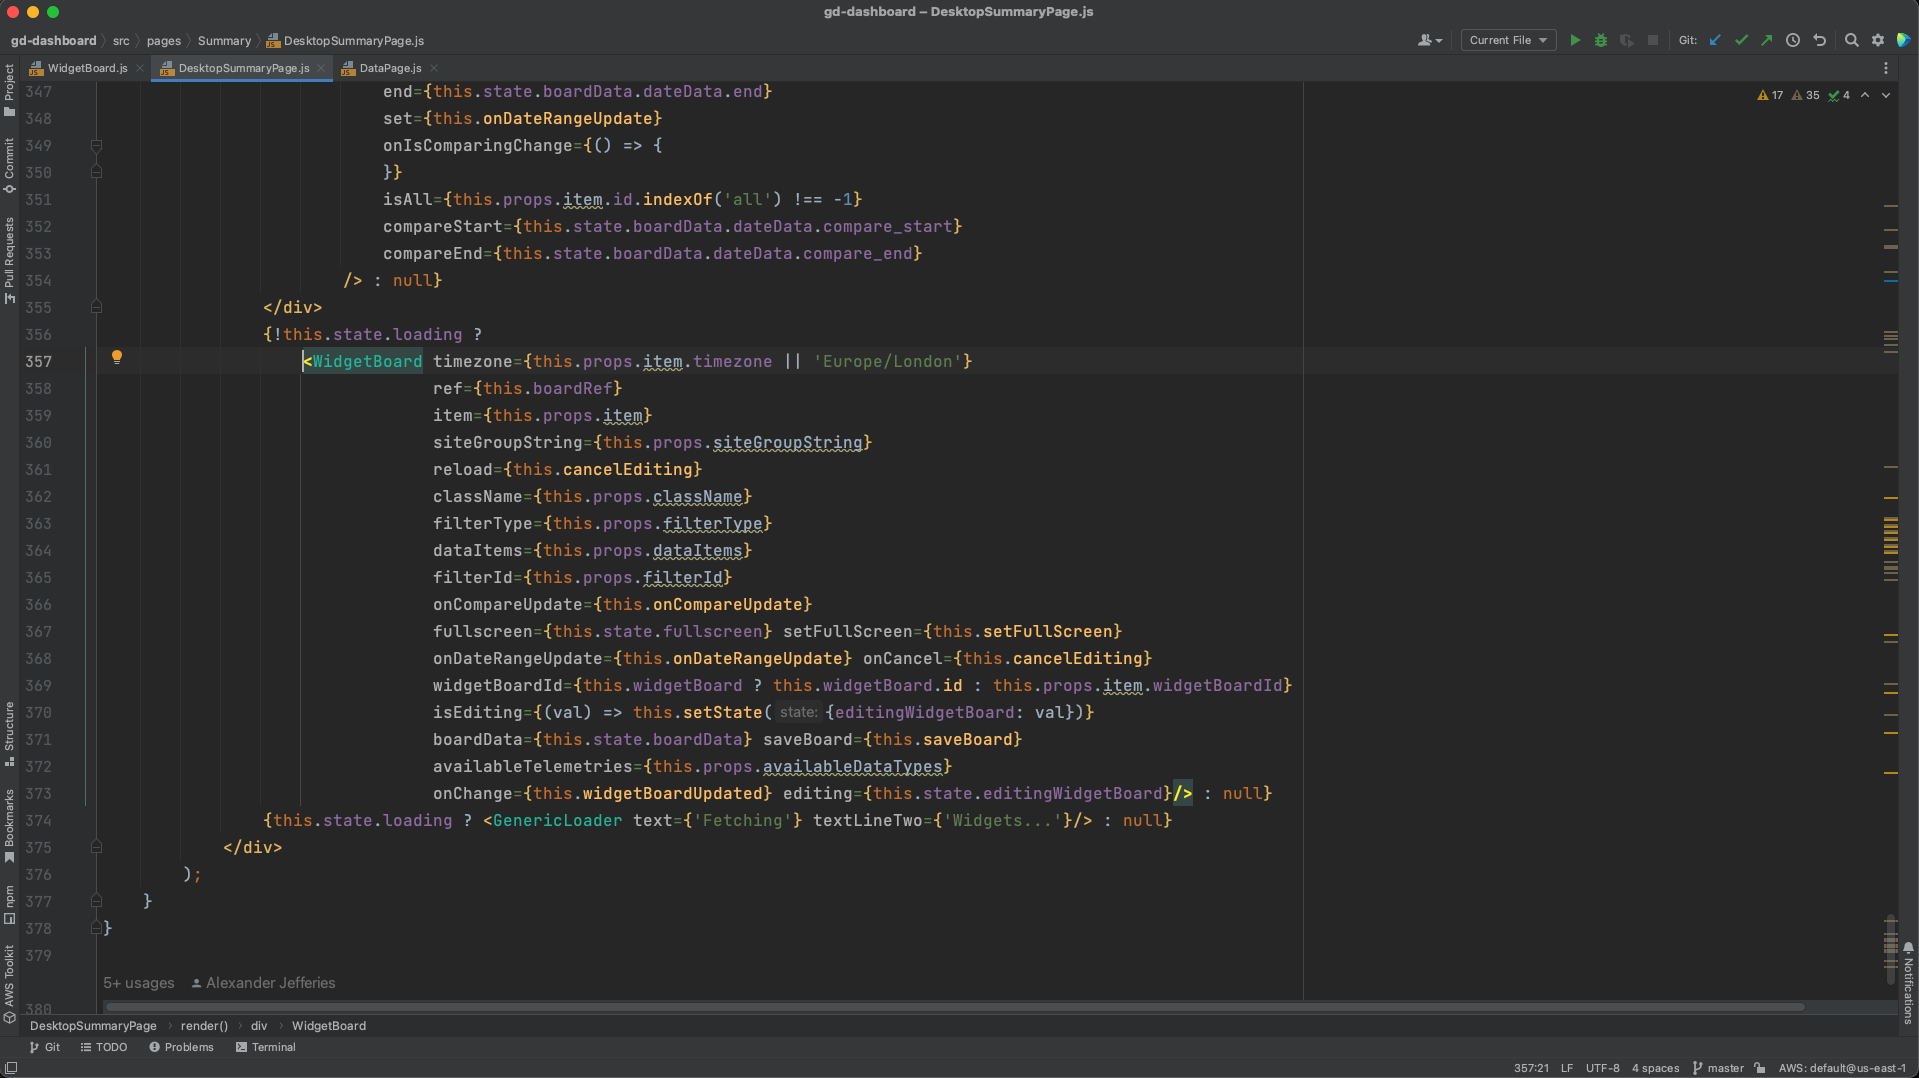 gd-dashboard – DesktopSummaryPage.js
gd-dashboard src pages Summary DesktopSummaryPage.js
Current File Git:
WidgetBoard.js DesktopSummaryPage.js DataPage.js
17 35 4
347 end={this.state.boardData.dateData.end}
348 set={this.onDateRangeUpdate}
349 onIsComparingChange={() => {
350 }}
351 isAll={this.props.item.id.indexOf('all') !== -1}
352 compareStart={this.state.boardData.dateData.compare_start}
353 compareEnd={this.state.boardData.dateData.compare_end}
354 /> : null}
355 </div>
356 {!this.state.loading ?
357 <WidgetBoard timezone={this.props.item.timezone || 'Europe/London'}
358 ref={this.boardRef}
359 item={this.props.item}
360 siteGroupString={this.props.siteGroupString}
361 reload={this.cancelEditing}
362 className={this.props.className}
363 filterType={this.props.filterType}
364 dataItems={this.props.dataItems}
365 filterId={this.props.filterId}
366 onCompareUpdate={this.onCompareUpdate}
367 fullscreen={this.state.fullscreen} setFullScreen={this.setFullScreen}
368 onDateRangeUpdate={this.onDateRangeUpdate} onCancel={this.cancelEditing}
369 widgetBoardId={this.widgetBoard ? this.widgetBoard.id : this.props.item.widgetBoardId}
370 isEditing={(val) => this.setState( state: {editingWidgetBoard: val})}
371 boardData={this.state.boardData} saveBoard={this.saveBoard}
372 availableTelemetries={this.props.availableDataTypes}
373 onChange={this.widgetBoardUpdated} editing={this.state.editingWidgetBoard}/> : null}
374 {this.state.loading ? <GenericLoader text={'Fetching'} textLineTwo={'Widgets...'}/> : null}
375 </div>
376 );
377 }
378 }
379
5+ usages Alexander Jefferies
380
Project
Commit
Pull Requests
Structure
Bookmarks
npm
AWS Toolkit
Notifications
DesktopSummaryPage render() div WidgetBoard
Git TODO Problems Terminal
357:21 LF UTF-8 4 spaces master AWS: default@us-east-1